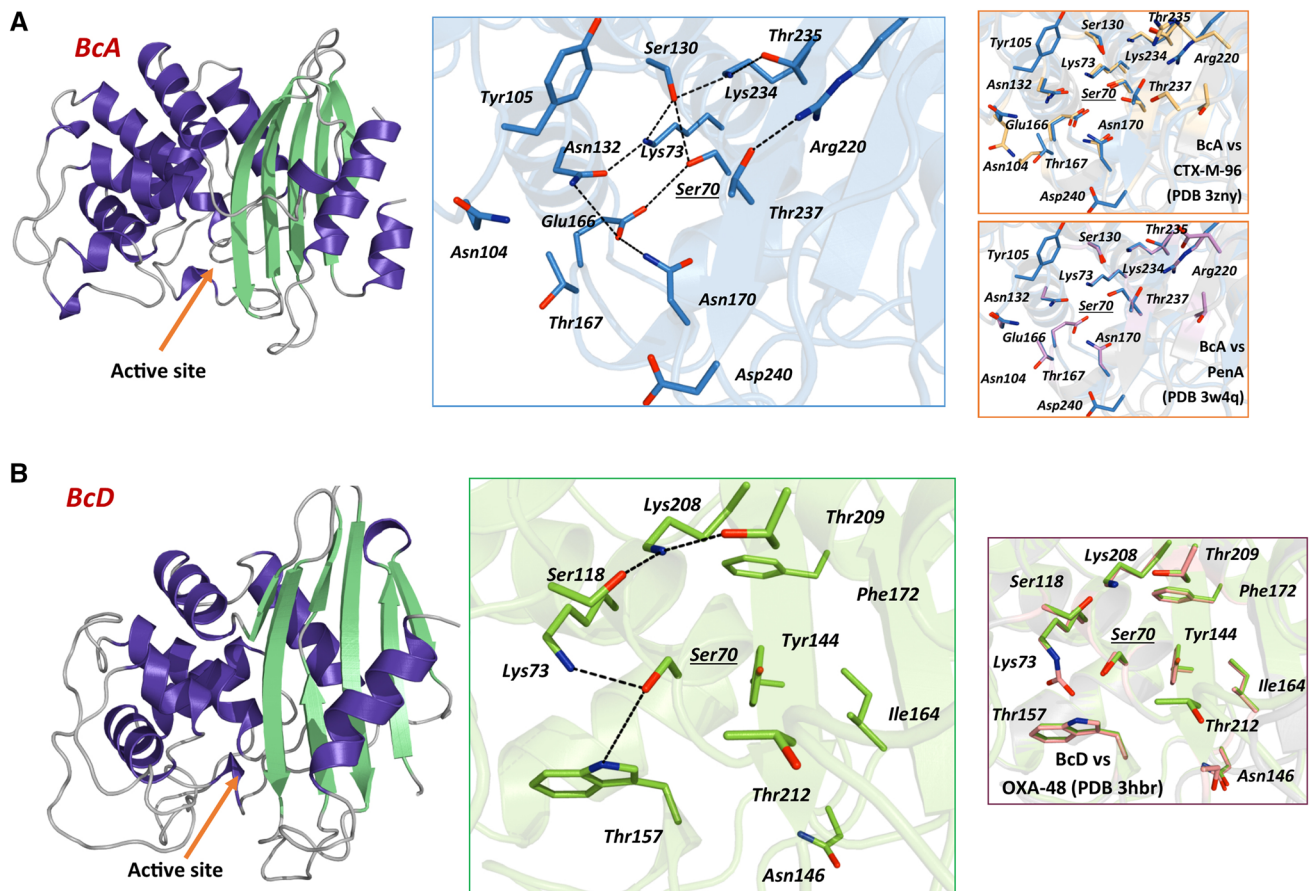 A
BcA
Active site
Ser130
Thr235
Tyr105
Lys234
Asn132
Lys73
Arg220
Ser70
Glu166
Thr237
Asn104
Asn170
Thr167
Asp240
Thr235
Ser130
Tyr105
Lys73
Lys234
Arg220
Asn132
Ser70
Thr237
Glu166
Asn170
BcA vs
Asn104
Thr167
CTX-M-96
Asp240
(PDB 3zny)
Thr235
Ser130
Tyr105
Lys73
Lys234
Arg220
Asn132
Ser70
Thr237
Glu166
Asn170
BcA vs
Asn104
Thr167
PenA
Asp240
(PDB 3w4q)
B
BcD
Active site
Lys208
Thr209
Ser118
Phe172
Ser70
Tyr144
Lys73
Ile164
Thr212
Thr157
Asn146
Lys208
Thr209
Ser118
Phe172
Ser70
Tyr144
Lys73
Ile164
Thr157
Thr212
BcD vs
OXA-48 (PDB 3hbr)
Asn146